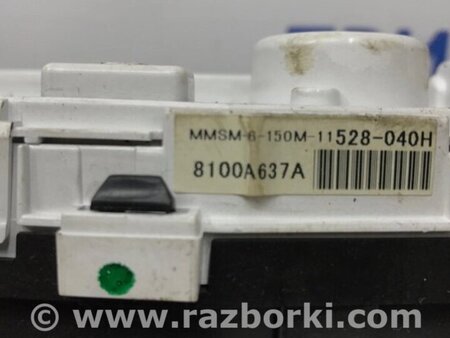 MMSM-6-150M-11528-040H
8100A637A
© www.razborki.com